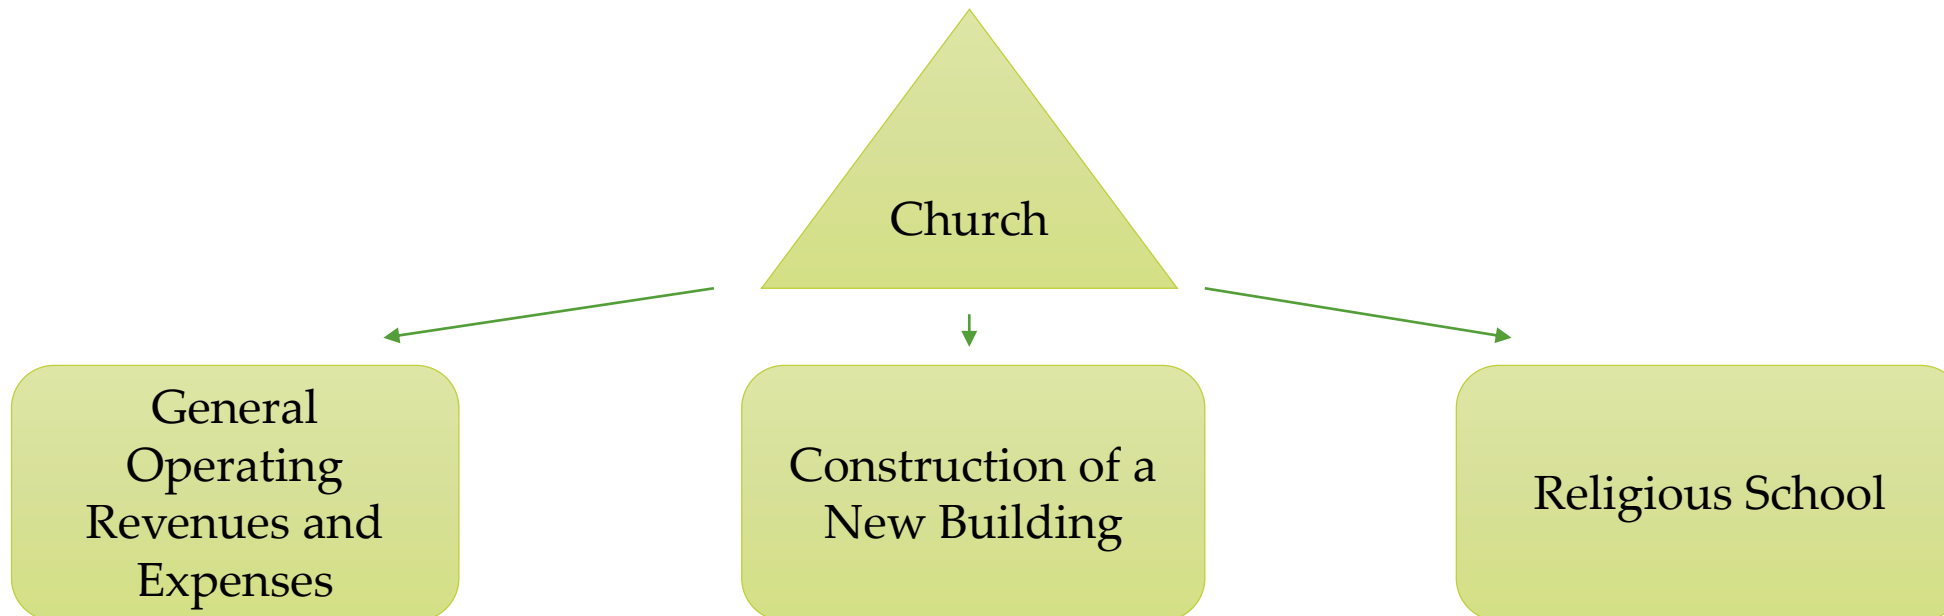 Church
General
Operating
Revenues and
Expenses
Construction of a
New Building
Religious School